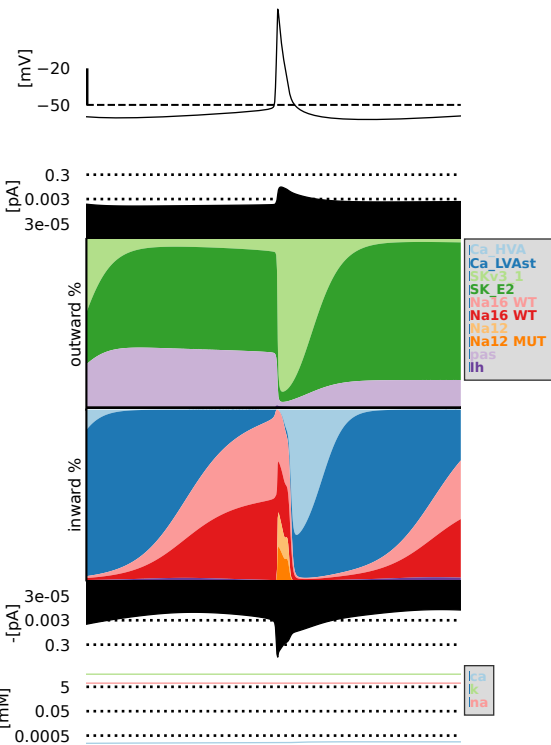 [mV]
−20
−50
[pA]
0.3
0.003
3e-05
outward %
Ca_HVA
Ca_LVAst
SKv3_1
SK_E2
Na16 WT
Na16 WT
Na12
Na12 MUT
pas
Ih
inward %
-[pA]
3e-05
0.003
0.3
[mM]
5
0.05
0.0005
ca
k
na